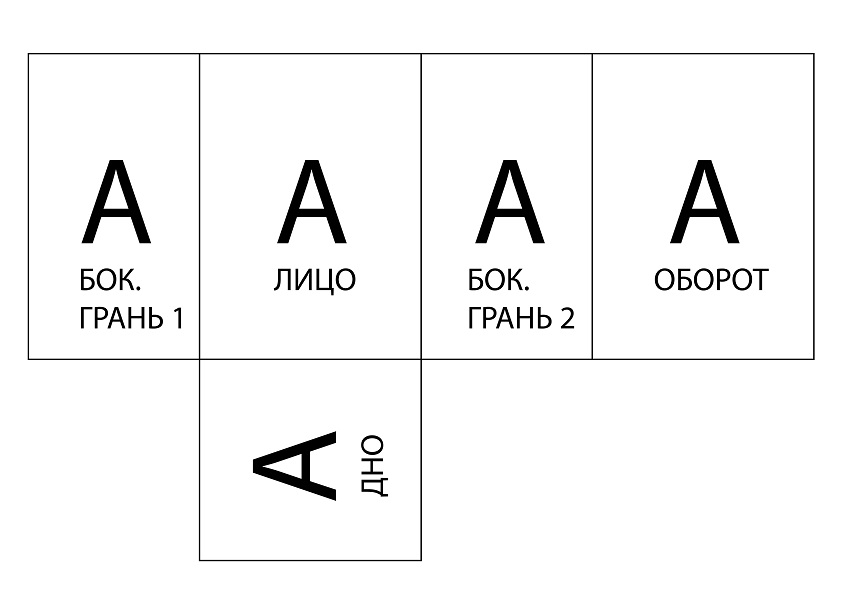 А
БОК.
ГРАНЬ 1
А
ЛИЦО
А
БОК.
ГРАНЬ 2
А
ОБОРОТ
А
ДНО